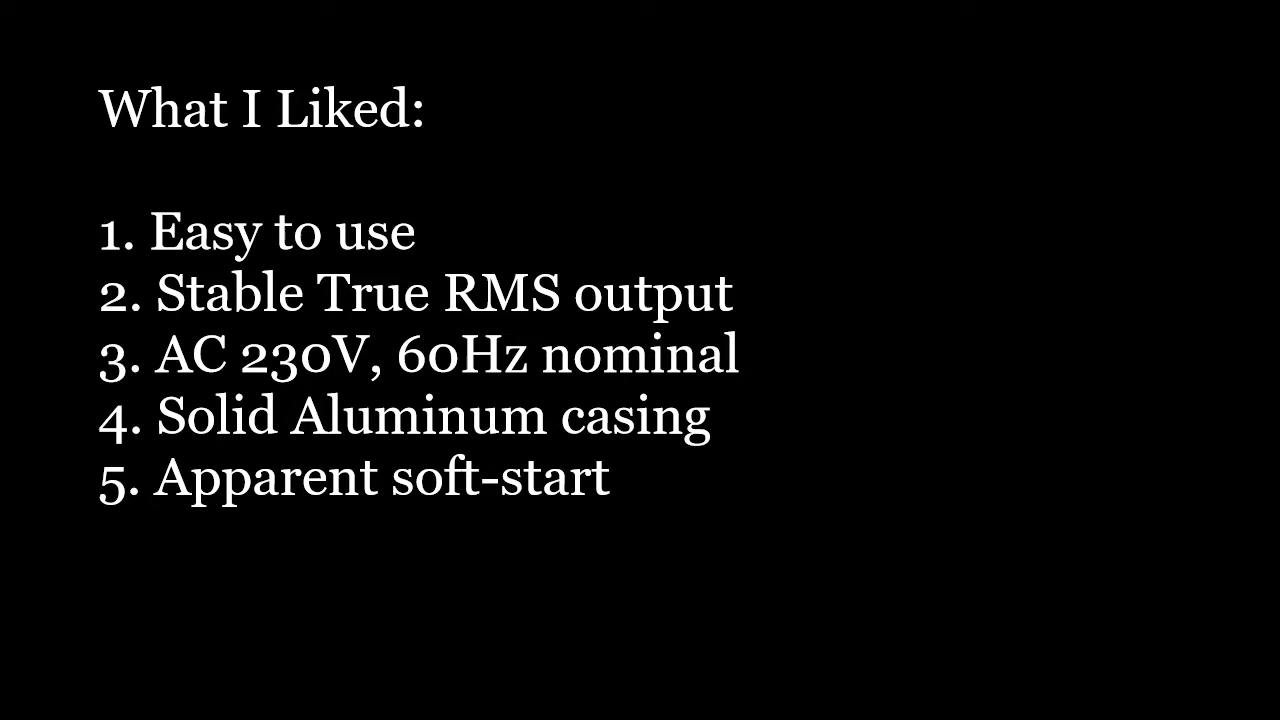 What I Liked:
1. Easy to use
2. Stable True RMS output
3. AC 230V, 60Hz nominal
4. Solid Aluminum casing
5. Apparent soft-start